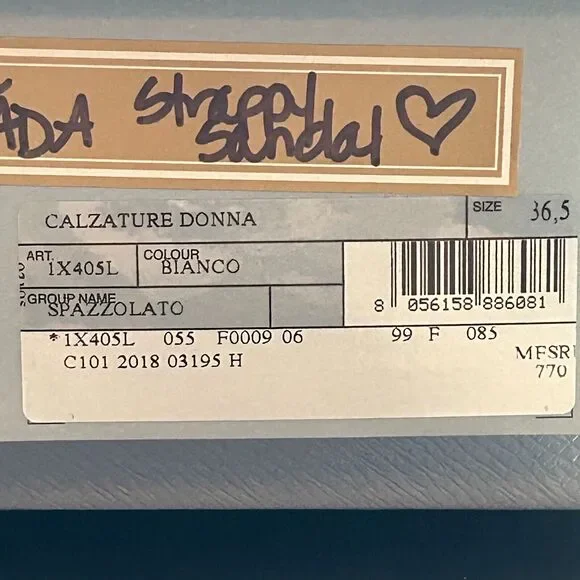 ADA Strappy
Sandal ♡
CALZATURE DONNA
SIZE 36,5
ART. 1X405L
COLOUR BIANCO
GROUP NAME
SPAZZOLATO
8 056158 886081
*1X405L 055 F0009 06 99 F 085
C101 2018 03195 H
MFSR
770